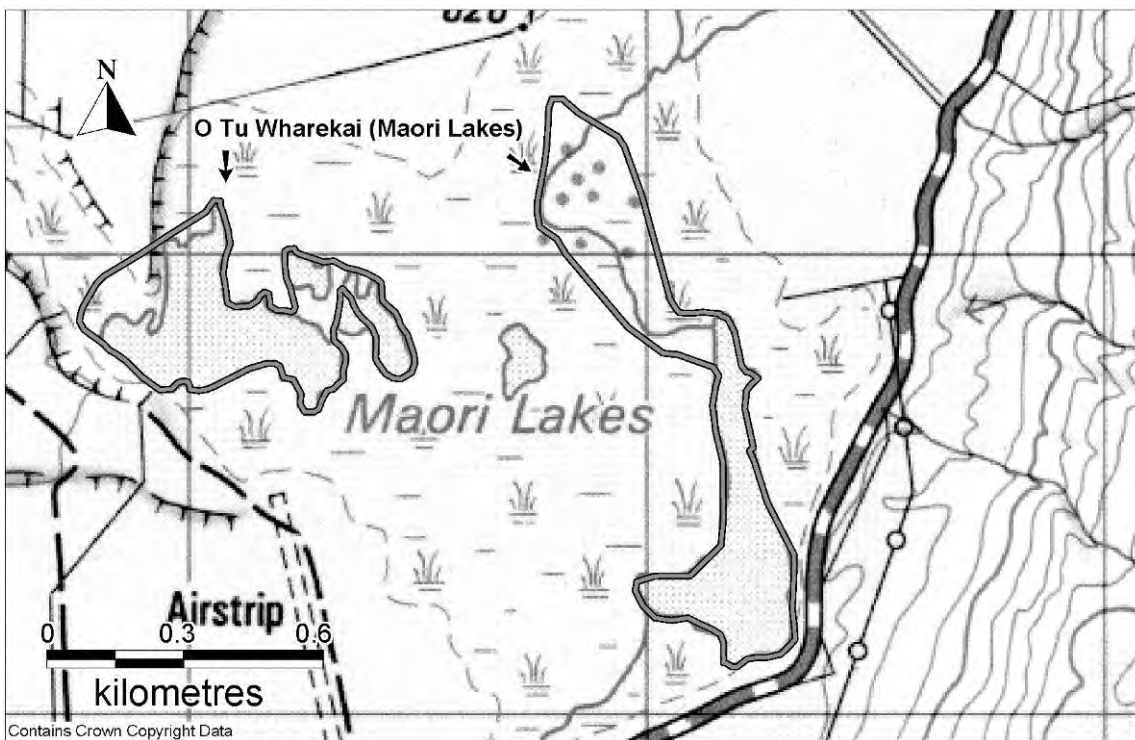 N
O Tu Wharekai (Maori Lakes)
Maori Lakes
Airstrip
0 0.3 0.6
kilometres
Contains Crown Copyright Data